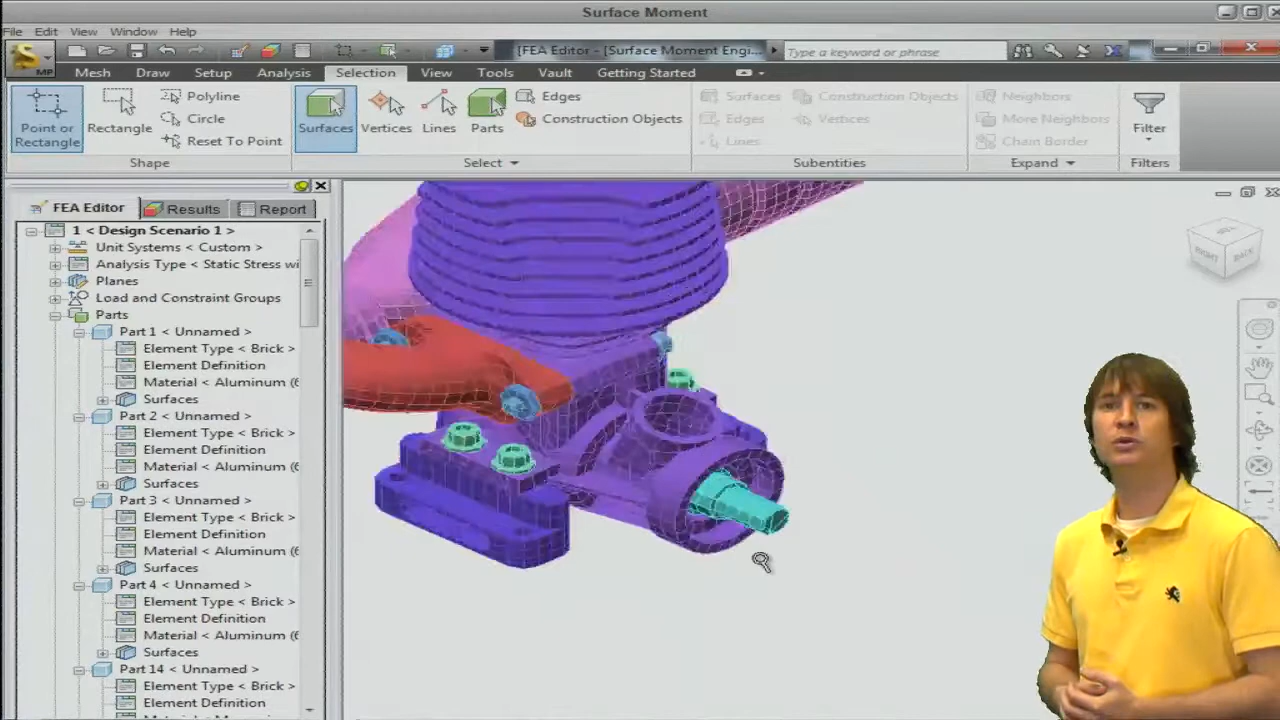 Surface Moment
File Edit View Window Help
[FEA Editor - [Surface Moment Engi... Type a keyword or phrase
MP
Mesh Draw Setup Analysis Selection View Tools Vault Getting Started
Point or Rectangle
Rectangle
Polyline
Circle
Reset To Point
Shape
Surfaces Vertices Lines Parts
Edges
Construction Objects
Select
Surfaces Construction Objects
Edges Vertices
Lines
Subentities
Neighbors
More Neighbors
Chain Border
Expand
Filter
Filters
FEA Editor Results Report
1 < Design Scenario 1 >
Unit Systems < Custom >
Analysis Type < Static Stress wi
Planes
Load and Constraint Groups
Parts
Part 1 < Unnamed >
Element Type < Brick >
Element Definition
Material < Aluminum (6
Surfaces
Part 2 < Unnamed >
Element Type < Brick >
Element Definition
Material < Aluminum (6
Surfaces
Part 3 < Unnamed >
Element Type < Brick >
Element Definition
Material < Aluminum (6
Surfaces
Part 4 < Unnamed >
Element Type < Brick >
Element Definition
Material < Aluminum (6
Surfaces
Part 14 < Unnamed >
Element Type < Brick >
Element Definition
RIGHT BACK